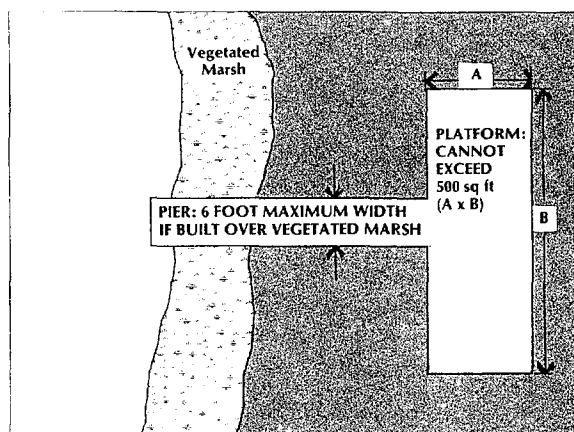 Vegetated
Marsh
A
PLATFORM:
CANNOT
EXCEED
500 sq ft
(A x B)
B
PIER: 6 FOOT MAXIMUM WIDTH
IF BUILT OVER VEGETATED MARSH